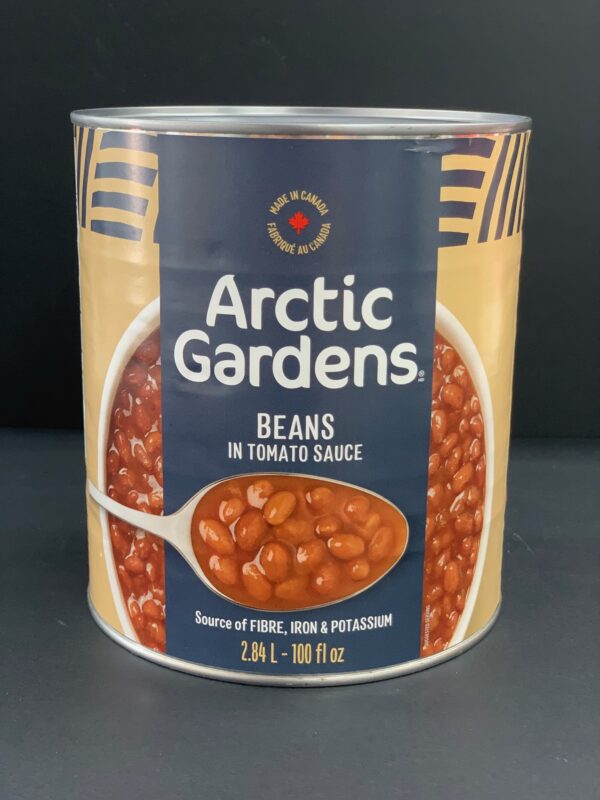 MADE IN CANADA
FABRIQUÉ AU CANADA
Arctic
Gardens®
MD
BEANS
IN TOMATO SAUCE
Source of FIBRE, IRON & POTASSIUM
2.84 L - 100 fl oz